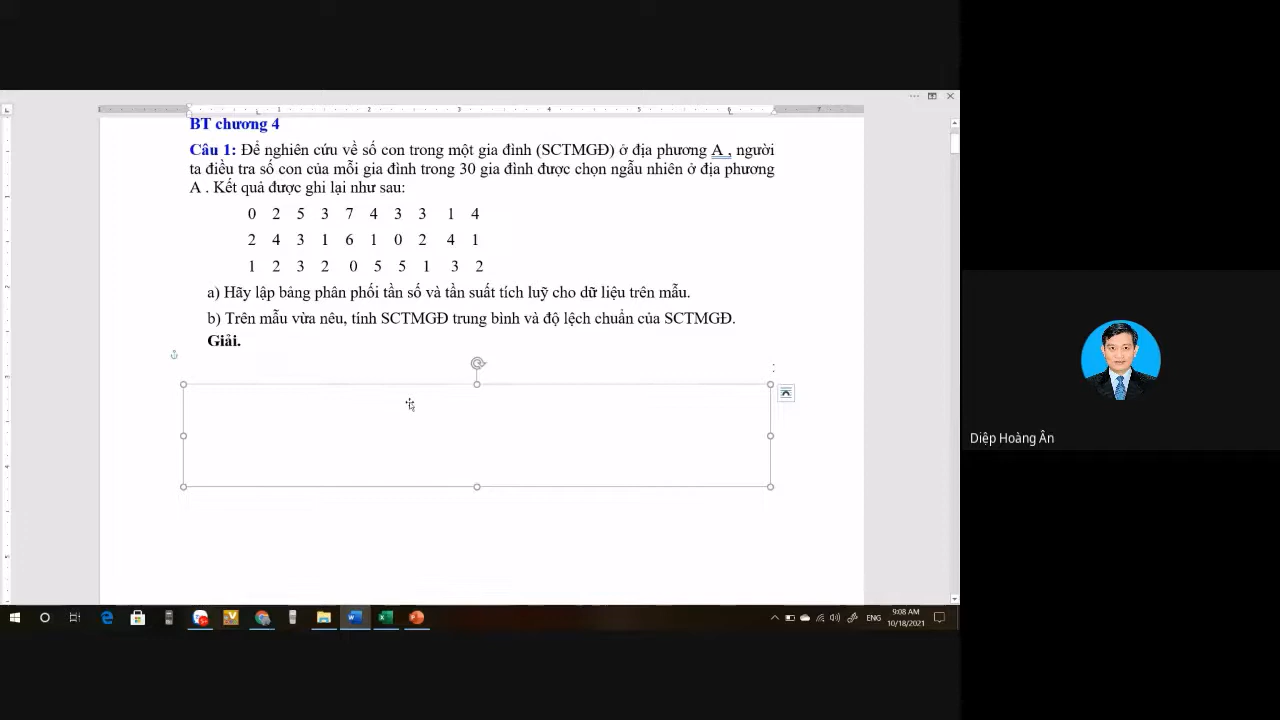 BT chương 4
Câu 1: Để nghiên cứu về số con trong một gia đình (SCTMGĐ) ở địa phương A , người
ta điều tra số con của mỗi gia đình trong 30 gia đình được chọn ngẫu nhiên ở địa phương
A . Kết quả được ghi lại như sau:
0 2 5 3 7 4 3 3 1 4
2 4 3 1 6 1 0 2 4 1
1 2 3 2 0 5 5 1 3 2
a) Hãy lập bảng phân phối tần số và tần suất tích luỹ cho dữ liệu trên mẫu.
b) Trên mẫu vừa nêu, tính SCTMGĐ trung bình và độ lệch chuẩn của SCTMGĐ.
Giải.
Diệp Hoàng Ân
ENG
9:08 AM
10/18/2021